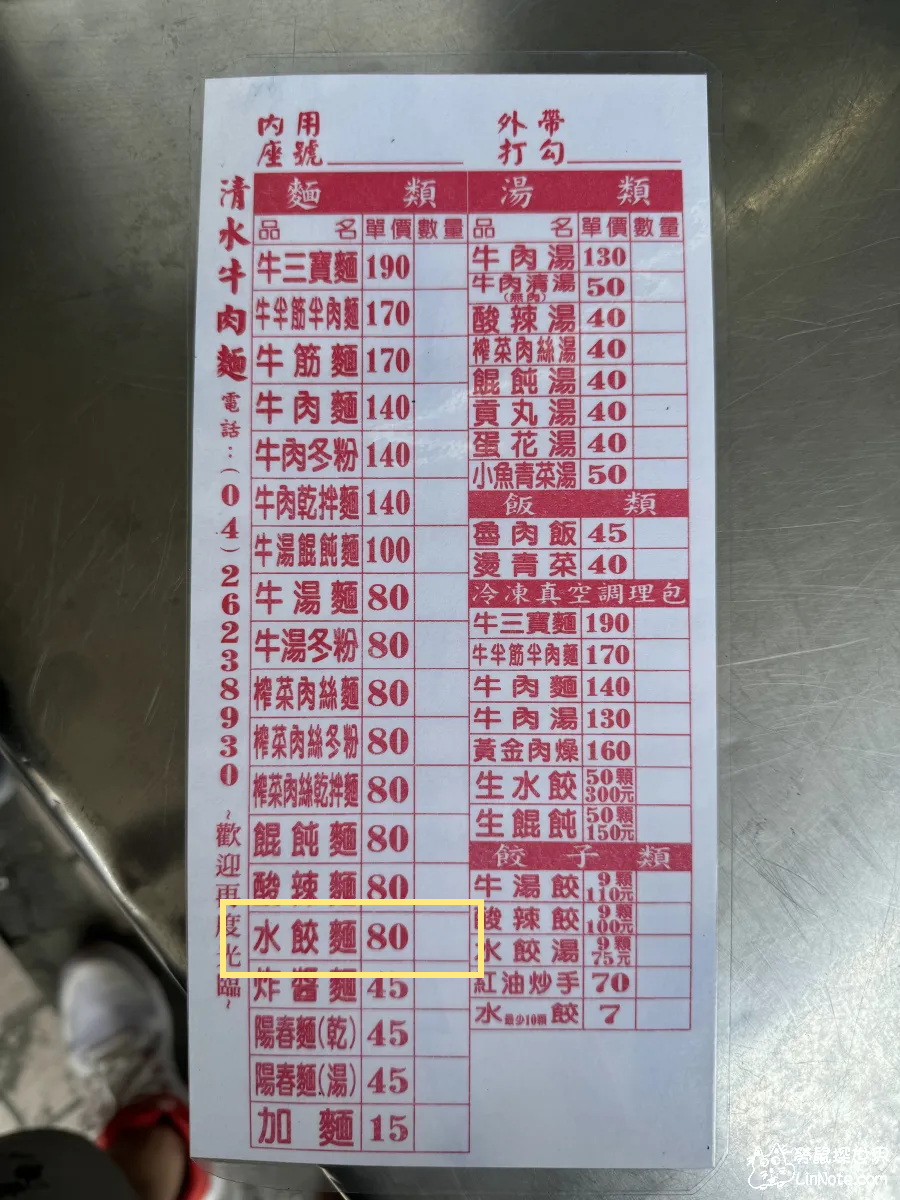 內用
座號
外帶
打勾
清水牛肉麵
電話：(04)26238930
~歡迎再度光臨~
麵類
品名 單價 數量
牛三寶麵 190
牛半筋半肉麵 170
牛筋麵 170
牛肉麵 140
牛肉冬粉 140
牛肉乾拌麵 140
牛湯餛飩麵 100
牛湯麵 80
牛湯冬粉 80
榨菜肉絲麵 80
榨菜肉絲冬粉 80
榨菜肉絲乾拌麵 80
餛飩麵 80
酸辣麵 80
水餃麵 80
炸醬麵 45
陽春麵(乾) 45
陽春麵(湯) 45
加麵 15
湯類
品名 單價 數量
牛肉湯 130
牛肉清湯(無肉) 50
酸辣湯 40
榨菜肉絲湯 40
餛飩湯 40
貢丸湯 40
蛋花湯 40
小魚青菜湯 50
飯類
魯肉飯 45
燙青菜 40
冷凍真空調理包
牛三寶麵 190
牛半筋半肉麵 170
牛肉麵 140
牛肉湯 130
黃金肉燥 160
生水餃 50顆300元
生餛飩 50顆150元
餃子類
牛湯餃 9顆110元
酸辣餃 9顆100元
水餃湯 9顆75元
紅油炒手 70
水餃 最少10顆 7
LinNote.com